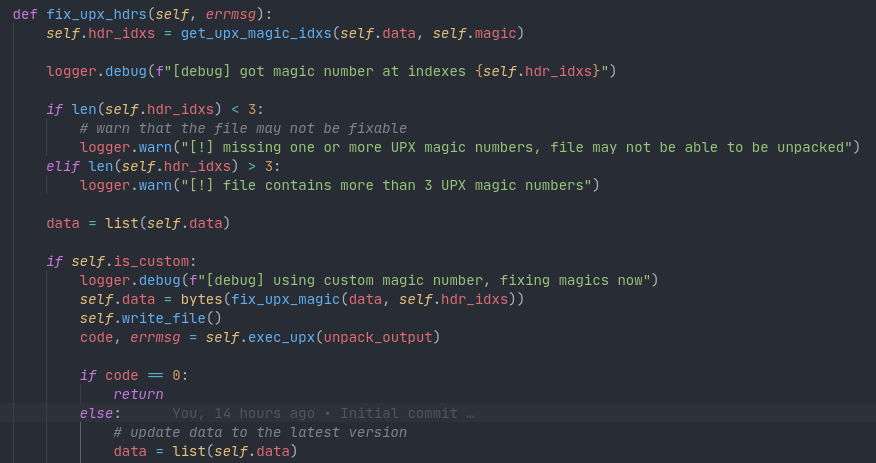 def fix_upx_hdrs(self, errmsg):
    self.hdr_idxs = get_upx_magic_idxs(self.data, self.magic)

    logger.debug(f"[debug] got magic number at indexes {self.hdr_idxs}")

    if len(self.hdr_idxs) < 3:
        # warn that the file may not be fixable
        logger.warn("[!] missing one or more UPX magic numbers, file may not be able to be unpacked")
    elif len(self.hdr_idxs) > 3:
        logger.warn("[!] file contains more than 3 UPX magic numbers")

    data = list(self.data)

    if self.is_custom:
        logger.debug(f"[debug] using custom magic number, fixing magics now")
        self.data = bytes(fix_upx_magic(data, self.hdr_idxs))
        self.write_file()
        code, errmsg = self.exec_upx(unpack_output)

        if code == 0:
            return
        else:      You, 14 hours ago • Initial commit …
            # update data to the latest version
            data = list(self.data)